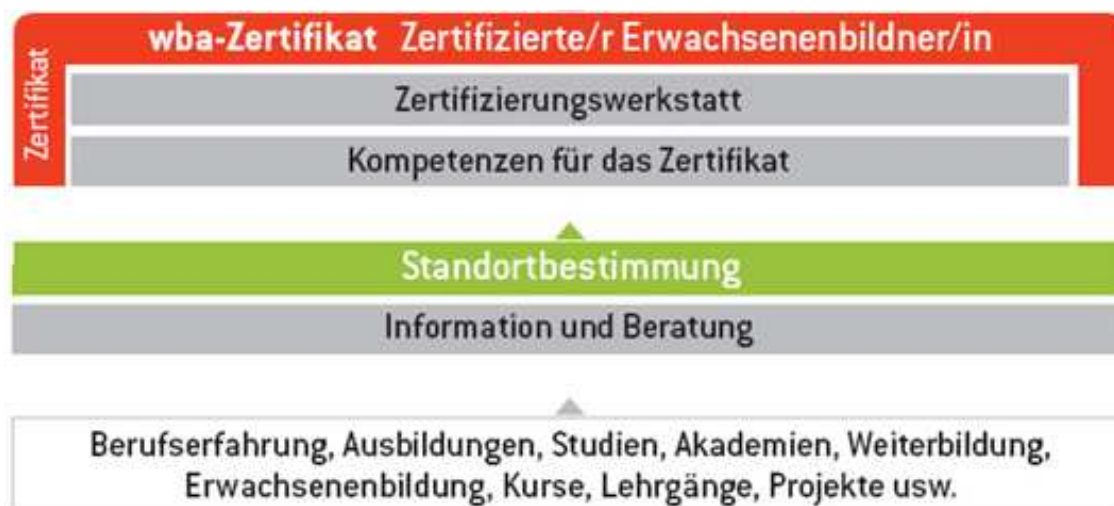 wba-Zertifikat Zertifizierte/r Erwachsenenbildner/in
Zertifikat
Zertifizierungswerkstatt
Kompetenzen für das Zertifikat
Standortbestimmung
Information und Beratung
Berufserfahrung, Ausbildungen, Studien, Akademien, Weiterbildung,
Erwachsenenbildung, Kurse, Lehrgänge, Projekte usw.